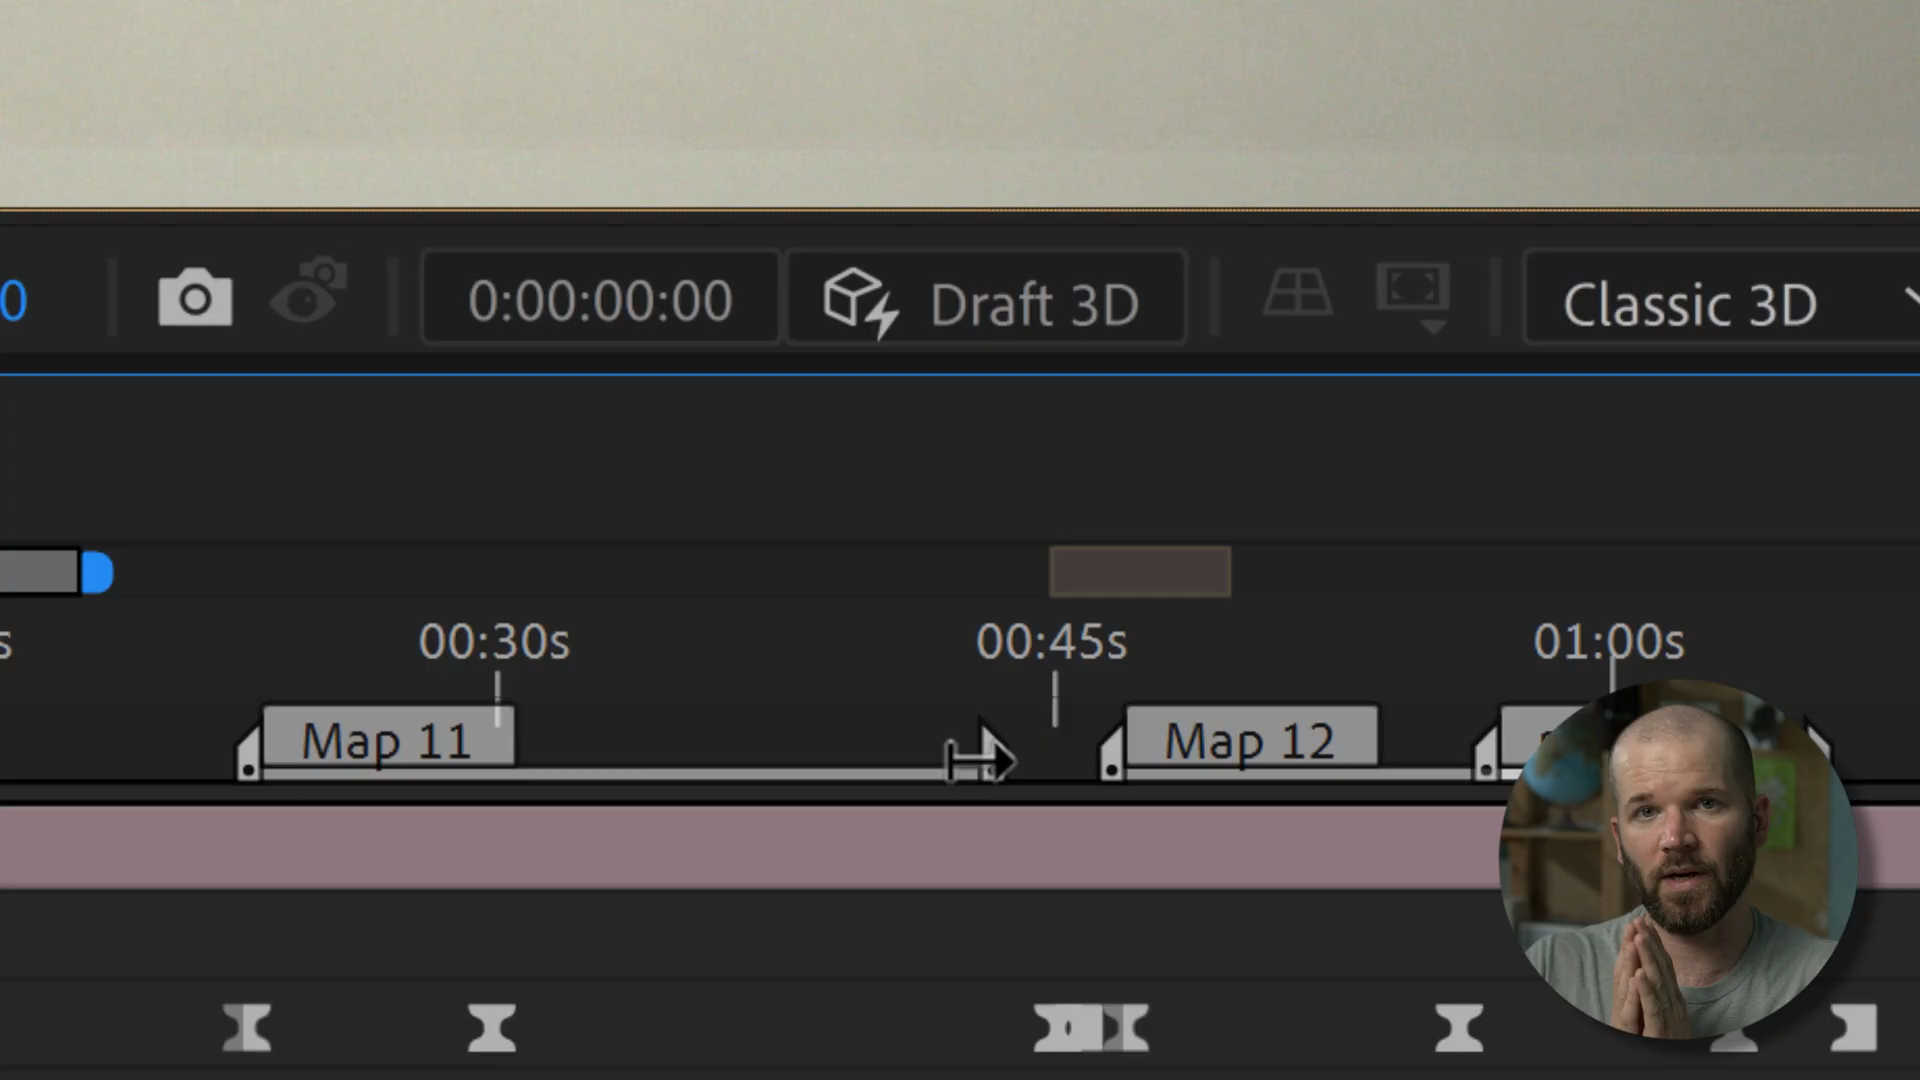 0
0:00:00:00
Draft 3D
Classic 3D
s
00:30s
00:45s
01:00s
Map 11
Map 12